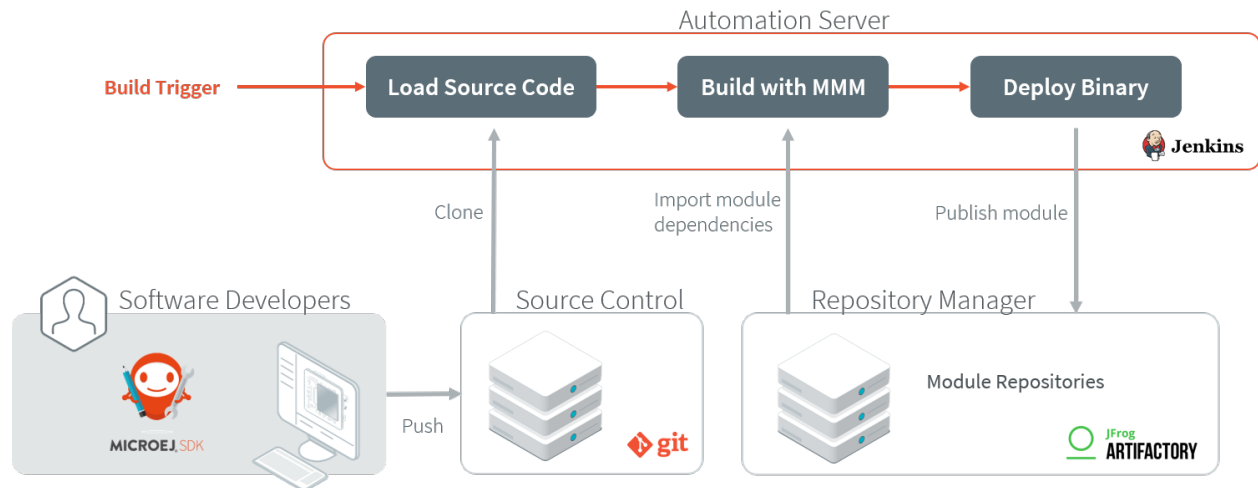 Automation Server
Build Trigger
Load Source Code
Build with MMM
Deploy Binary
Jenkins
Clone
Import module
dependencies
Publish module
Software Developers
Source Control
Repository Manager
MICROEJ. SDK
Push
git
Module Repositories
JFrog
ARTIFACTORY